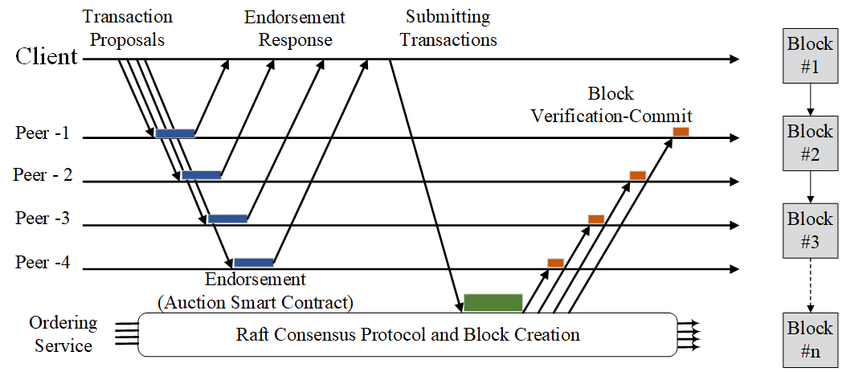 Transaction
Proposals
Endorsement
Response
Submitting
Transactions
Client
Block
#1
Block
Verification-Commit
Peer -1
Block
#2
Peer - 2
Peer -3
Block
#3
Peer -4
Endorsement
(Auction Smart Contract)
Ordering
Service
Raft Consensus Protocol and Block Creation
Block
#n